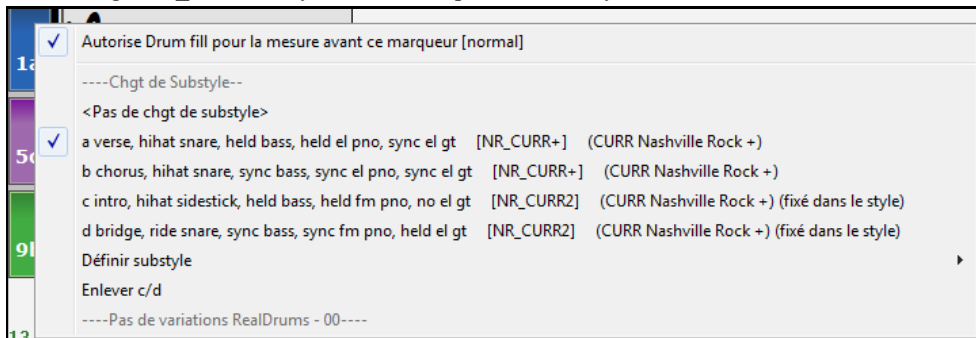 Autorise Drum fill pour la mesure avant ce marqueur [normal]
1a
----Chgt de Substyle--
<Pas de chgt de substyle>
a verse, hihat snare, held bass, held el pno, sync el gt [NR_CURR+] (CURR Nashville Rock +)
b chorus, hihat snare, sync bass, sync el pno, sync el gt [NR_CURR+] (CURR Nashville Rock +)
c intro, hihat sidestick, held bass, held fm pno, no el gt [NR_CURR2] (CURR Nashville Rock +) (fixé dans le style)
d bridge, ride snare, sync bass, sync fm pno, held el gt [NR_CURR2] (CURR Nashville Rock +) (fixé dans le style)
Définir substyle
Enlever c/d
----Pas de variations RealDrums - 00----
13